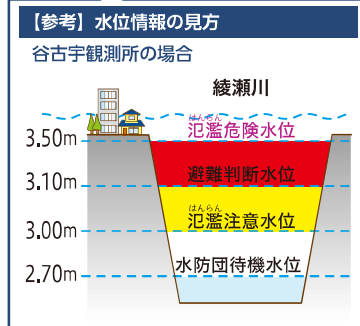 【参考】水位情報の見方
谷古宇観測所の場合
綾瀬川
はんらん
氾濫危険水位
3.50m
避難判断水位
3.10m
はんらん
氾濫注意水位
3.00m
水防団待機水位
2.70m